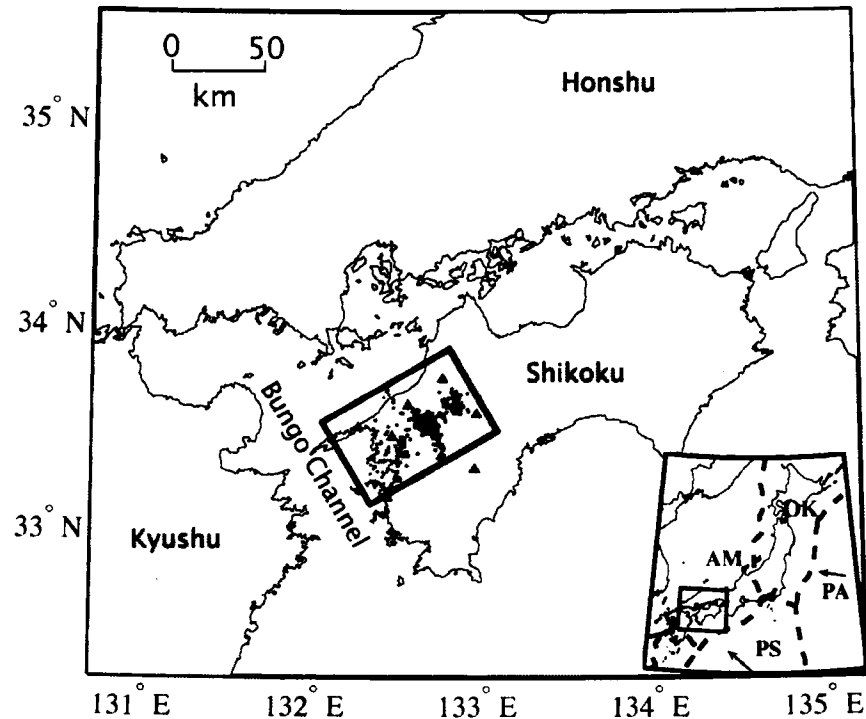 0 50
km
Honshu
35° N
34° N
Shikoku
Bungo Channel
33° N
Kyushu
OK
AM
PA
PS
131° E 132° E 133° E 134° E 135° E